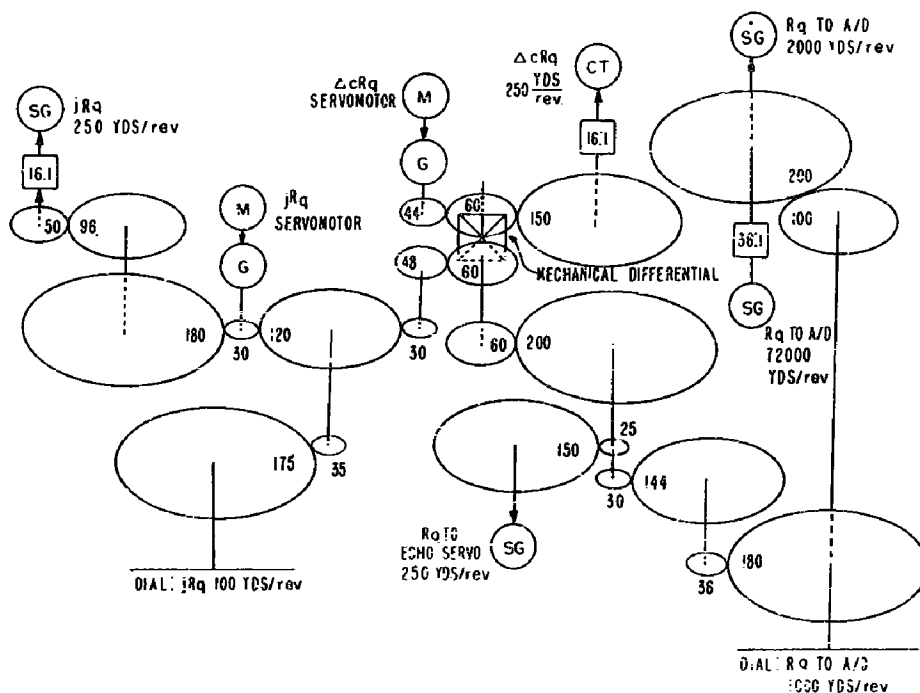 SG
jRq
250 YDS/rev
16:1
50
96
M
jRq
SERVOMOTOR
G
180
30
120
30
175
35
DIAL: jRq 100 YDS/rev
ΔcRq
SERVOMOTOR
M
G
44
60
150
48
60
MECHANICAL DIFFERENTIAL
60
200
ΔcRq
250 YDS/rev.
CT
16:1
SG
Rq TO A/D
2000 YDS/rev
200
100
36:1
SG
Rq TO A/D
72000
YDS/rev
25
150
30
144
Rq TO
ECHO SERVO
250 YDS/rev
SG
36
180
DIAL: Rq TO A/D
YDS/rev